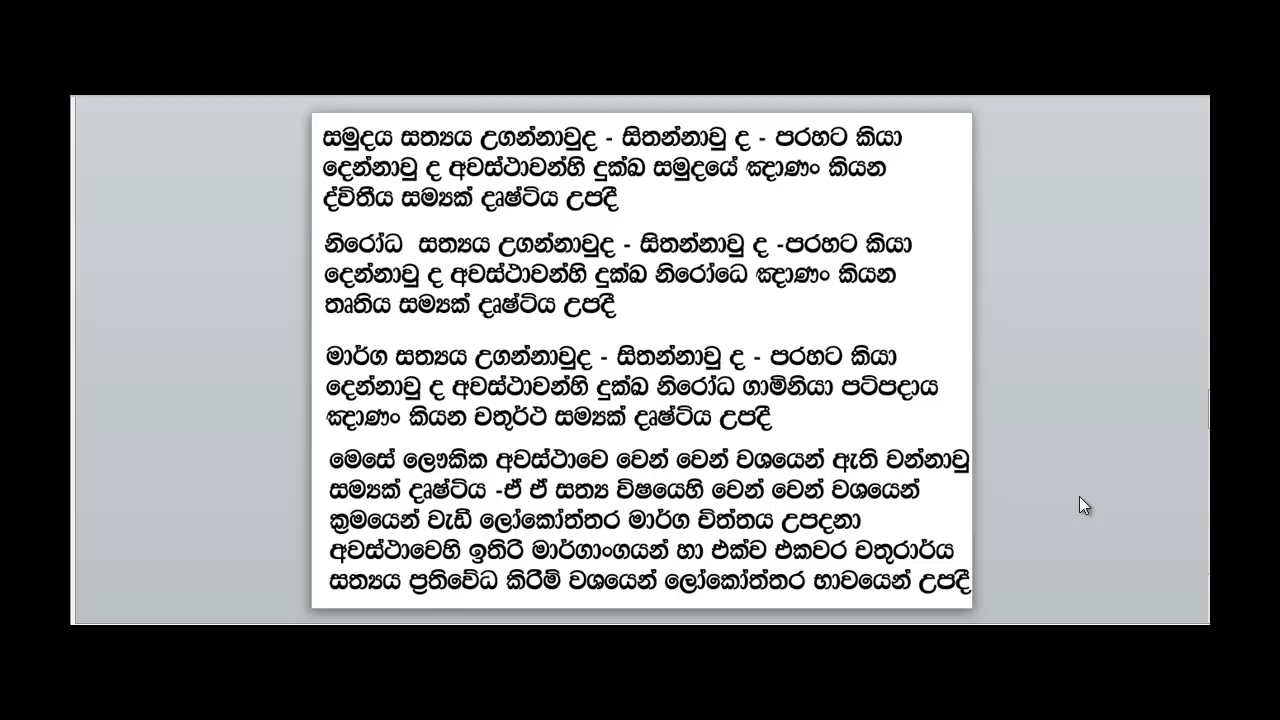 සමුදය සත්‍යය උගන්නාවුද - සිතන්නාවු ද - පරහට කියා
දෙන්නාවු ද අවස්ථාවන්හි දුක්ඛ සමුදයේ ඤාණං කියන
ද්විතීය සම්‍යක් දෘෂ්ටිය උපදී
නිරෝධ සත්‍යය උගන්නාවුද - සිතන්නාවු ද -පරහට කියා
දෙන්නාවු ද අවස්ථාවන්හි දුක්ඛ නිරෝධෙ ඤාණං කියන
තෘතිය සම්‍යක් දෘෂ්ටිය උපදී
මාර්ග සත්‍යය උගන්නාවුද - සිතන්නාවු ද - පරහට කියා
දෙන්නාවු ද අවස්ථාවන්හි දුක්ඛ නිරෝධ ගාමිනියා පටිපදාය
ඤාණං කියන චතුර්ථ සම්‍යක් දෘෂ්ටිය උපදී
මෙසේ ලෞකික අවස්ථාවෙ වෙන් වෙන් වශයෙන් ඇති වන්නාවු
සම්‍යක් දෘෂ්ටිය -ඒ ඒ සත්‍ය විෂයෙහි වෙන් වෙන් වශයෙන්
ක්‍රමයෙන් වැඩී ලෝකෝත්තර මාර්ග චිත්තය උපදනා
අවස්ථාවෙහි ඉතිරි මාර්ගාංගයන් හා එක්ව එකවර චතුරාර්ය
සත්‍යය ප්‍රතිවේධ කිරීම් වශයෙන් ලෝකෝත්තර භාවයෙන් උපදී